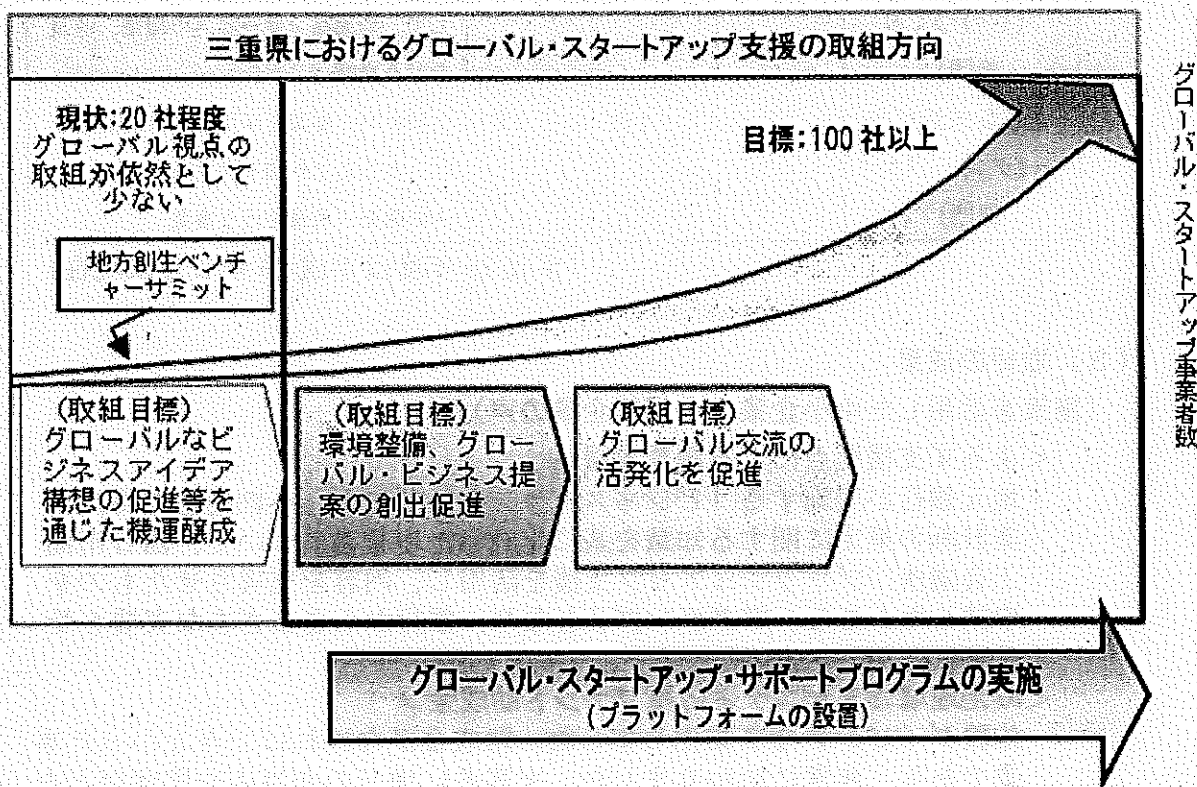 三重県におけるグローバル・スタートアップ支援の取組方向
現状：20社程度
グローバル視点の
取組が依然として
少ない
目標：100社以上
地方創生ベンチ
ャーサミット
（取組目標）
グローバルなビ
ジネスアイデア
構想の促進等を
通じた機運醸成
（取組目標）
環境整備、グロー
バル・ビジネス提
案の創出促進
（取組目標）
グローバル交流の
活発化を促進
グローバル・スタートアップ事業者数
グローバル・スタートアップ・サポートプログラムの実施
（プラットフォームの設置）